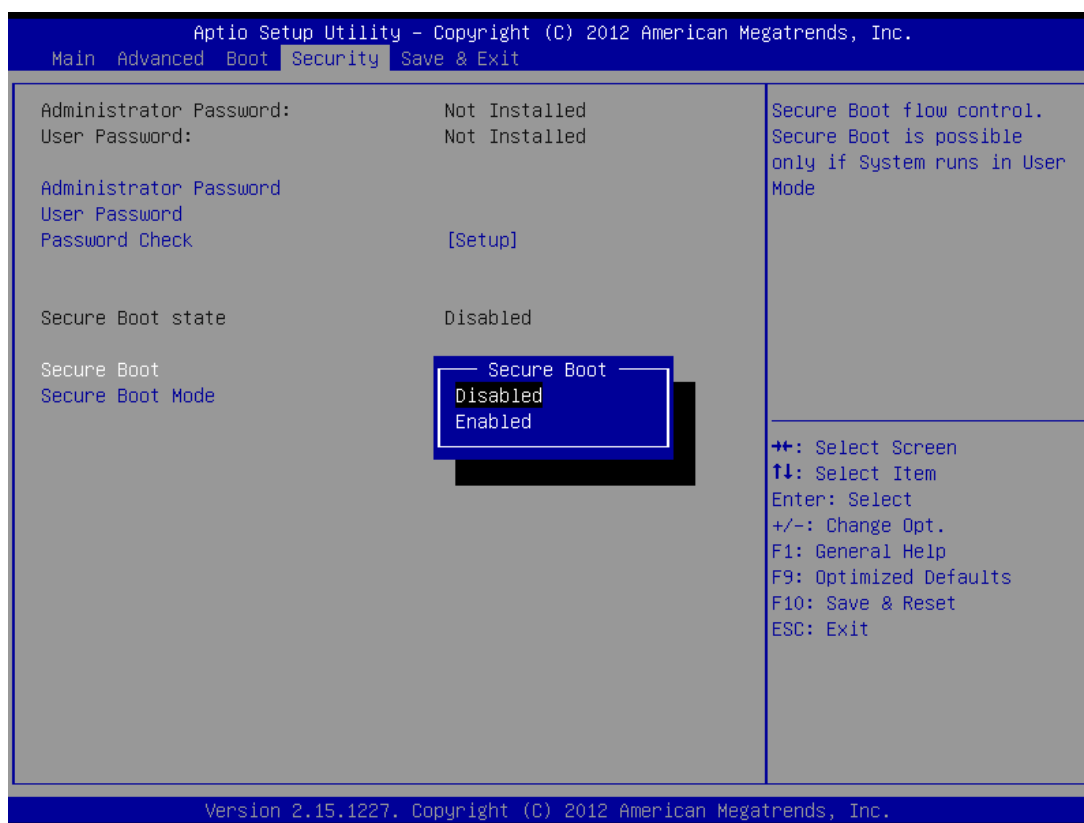 Aptio Setup Utility – Copyright (C) 2012 American Megatrends, Inc.
Main Advanced Boot Security Save & Exit
Administrator Password: Not Installed
User Password: Not Installed
Administrator Password
User Password
Password Check [Setup]
Secure Boot state Disabled
Secure Boot
Secure Boot Mode
Secure Boot
Disabled
Enabled
Secure Boot flow control.
Secure Boot is possible
only if System runs in User
Mode
→←: Select Screen
↑↓: Select Item
Enter: Select
+/-: Change Opt.
F1: General Help
F9: Optimized Defaults
F10: Save & Reset
ESC: Exit
Version 2.15.1227. Copyright (C) 2012 American Megatrends, Inc.